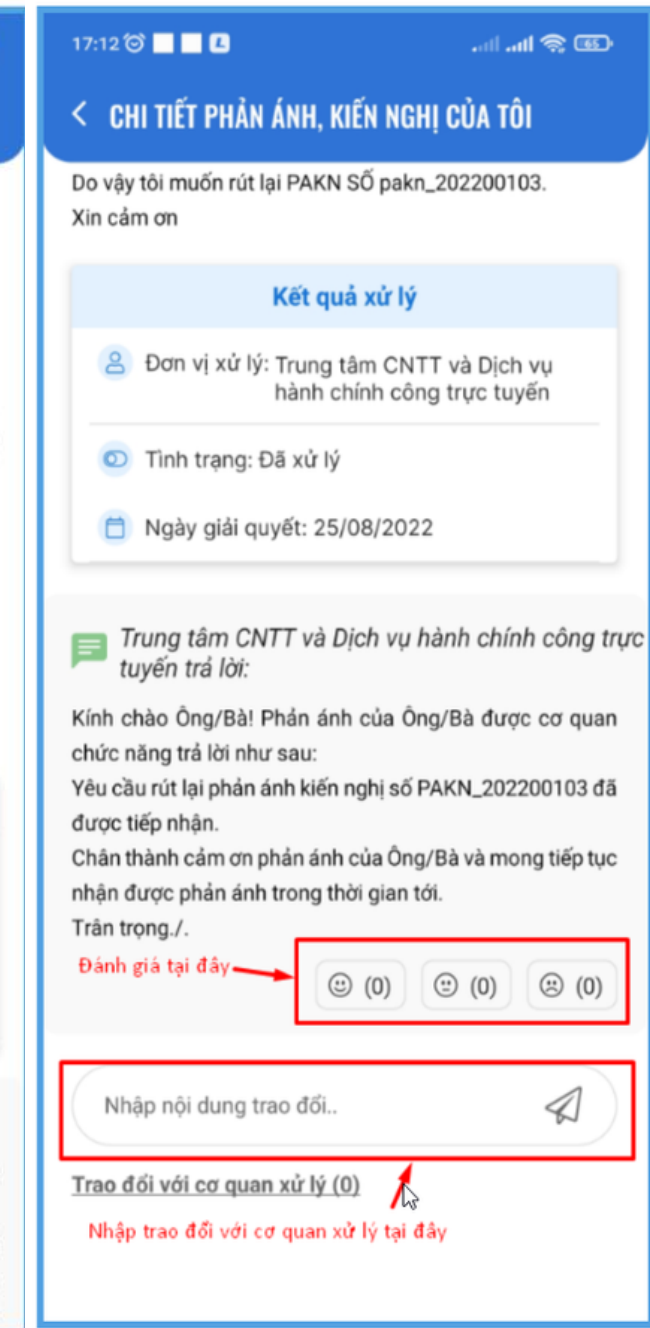 17:12
65
CHI TIẾT PHẢN ÁNH, KIẾN NGHỊ CỦA TÔI
Do vậy tôi muốn rút lại PAKN SỐ pakn_202200103.
Xin cảm ơn
Kết quả xử lý
Đơn vị xử lý: Trung tâm CNTT và Dịch vụ
hành chính công trực tuyến
Tình trạng: Đã xử lý
Ngày giải quyết: 25/08/2022
Trung tâm CNTT và Dịch vụ hành chính công trực
tuyến trả lời:
Kính chào Ông/Bà! Phản ánh của Ông/Bà được cơ quan
chức năng trả lời như sau:
Yêu cầu rút lại phản ánh kiến nghị số PAKN_202200103 đã
được tiếp nhận.
Chân thành cảm ơn phản ánh của Ông/Bà và mong tiếp tục
nhận được phản ánh trong thời gian tới.
Trân trọng./.
Đánh giá tại đây
(0) (0) (0)
Nhập nội dung trao đổi..
Trao đổi với cơ quan xử lý (0)
Nhập trao đổi với cơ quan xử lý tại đây